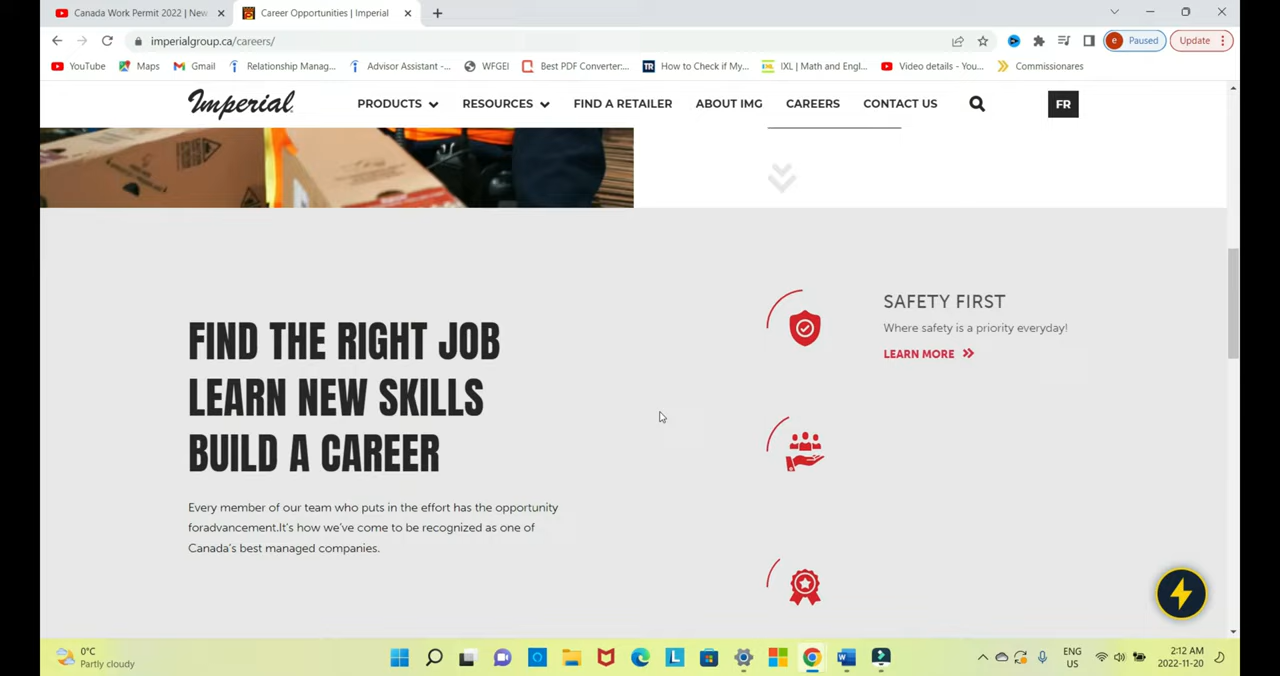 Canada Work Permit 2022 | New
Career Opportunities | Imperial
imperialgroup.ca/careers/
e Paused
Update
YouTube
Maps
Gmail
Relationship Manag...
Advisor Assistant -...
WFGEI
Best PDF Converter:...
TR How to Check if My...
IXL | Math and Engl...
Video details - You...
Commissionares
Imperial
PRODUCTS
RESOURCES
FIND A RETAILER
ABOUT IMG
CAREERS
CONTACT US
FR
FIND THE RIGHT JOB
LEARN NEW SKILLS
BUILD A CAREER
Every member of our team who puts in the effort has the opportunity
foradvancement.It's how we've come to be recognized as one of
Canada's best managed companies.
SAFETY FIRST
Where safety is a priority everyday!
LEARN MORE
0°C
Partly cloudy
L
W
ENG
US
2:12 AM
2022-11-20